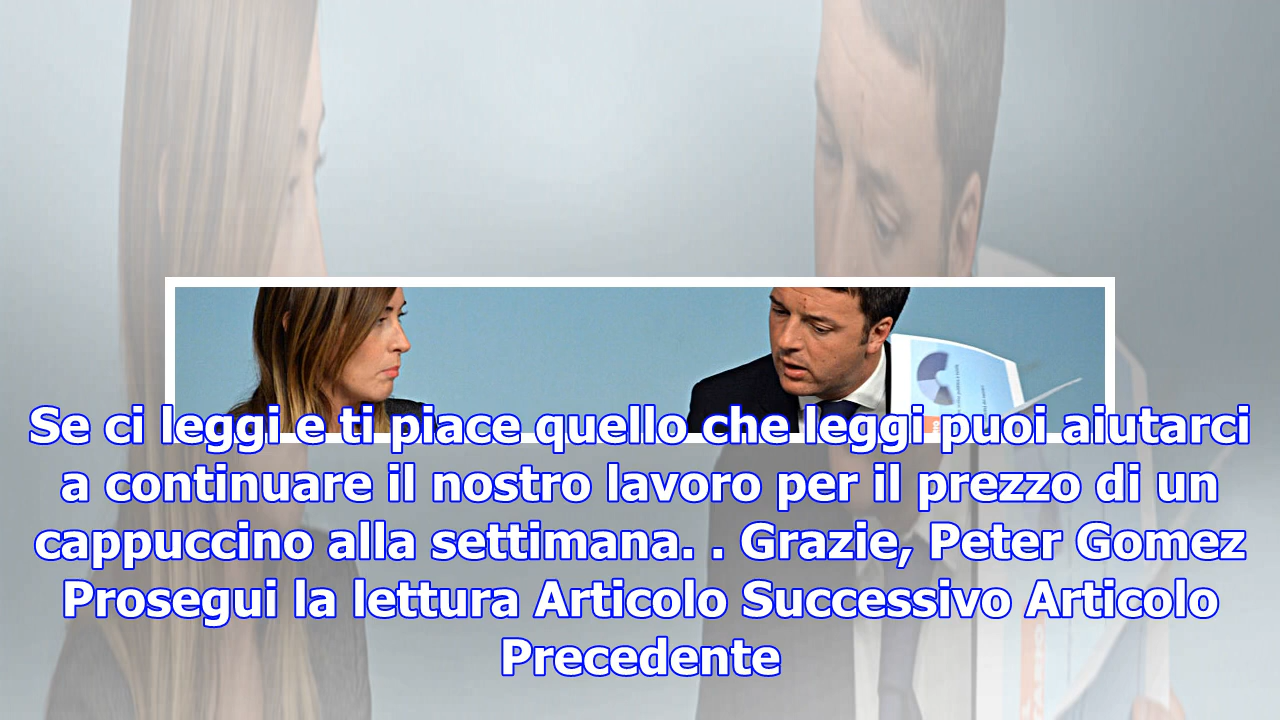 Se ci leggi e ti piace quello che leggi puoi aiutarci
a continuare il nostro lavoro per il prezzo di un
cappuccino alla settimana. . Grazie, Peter Gomez
Prosegui la lettura Articolo Successivo Articolo
Precedente